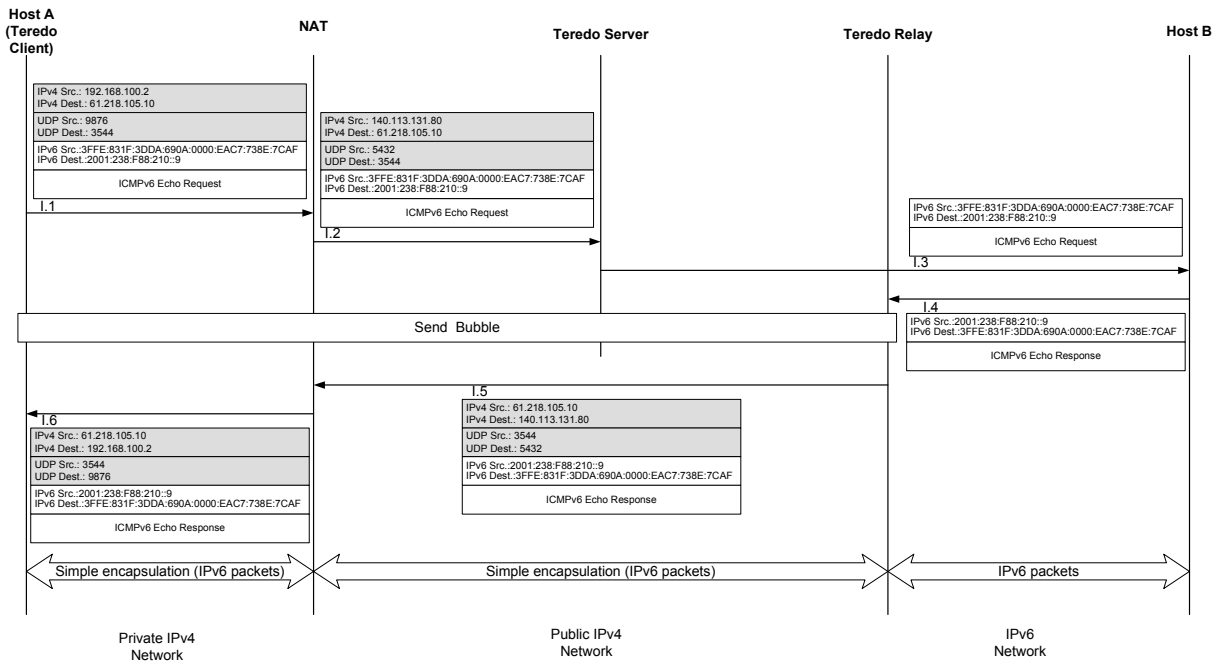 Host A
(Teredo
Client)
NAT
Teredo Server
Teredo Relay
Host B
IPv4 Src.: 192.168.100.2
IPv4 Dest.: 61.218.105.10
UDP Src.: 9876
UDP Dest.: 3544
IPv6 Src.:3FFE:831F:3DDA:690A:0000:EAC7:738E:7CAF
IPv6 Dest.:2001:238:F88:210::9
ICMPv6 Echo Request
I.1
IPv4 Src.: 140.113.131.80
IPv4 Dest.: 61.218.105.10
UDP Src.: 5432
UDP Dest.: 3544
IPv6 Src.:3FFE:831F:3DDA:690A:0000:EAC7:738E:7CAF
IPv6 Dest.:2001:238:F88:210::9
ICMPv6 Echo Request
I.2
IPv6 Src.:3FFE:831F:3DDA:690A:0000:EAC7:738E:7CAF
IPv6 Dest.:2001:238:F88:210::9
ICMPv6 Echo Request
I.3
I.4
IPv6 Src.:2001:238:F88:210::9
IPv6 Dest.:3FFE:831F:3DDA:690A:0000:EAC7:738E:7CAF
ICMPv6 Echo Response
Send Bubble
I.5
IPv4 Src.: 61.218.105.10
IPv4 Dest.: 140.113.131.80
UDP Src.: 3544
UDP Dest.: 5432
IPv6 Src.:2001:238:F88:210::9
IPv6 Dest.:3FFE:831F:3DDA:690A:0000:EAC7:738E:7CAF
ICMPv6 Echo Response
I.6
IPv4 Src.: 61.218.105.10
IPv4 Dest.: 192.168.100.2
UDP Src.: 3544
UDP Dest.: 9876
IPv6 Src.:2001:238:F88:210::9
IPv6 Dest.:3FFE:831F:3DDA:690A:0000:EAC7:738E:7CAF
ICMPv6 Echo Response
Simple encapsulation (IPv6 packets)
Simple encapsulation (IPv6 packets)
IPv6 packets
Private IPv4
Network
Public IPv4
Network
IPv6
Network